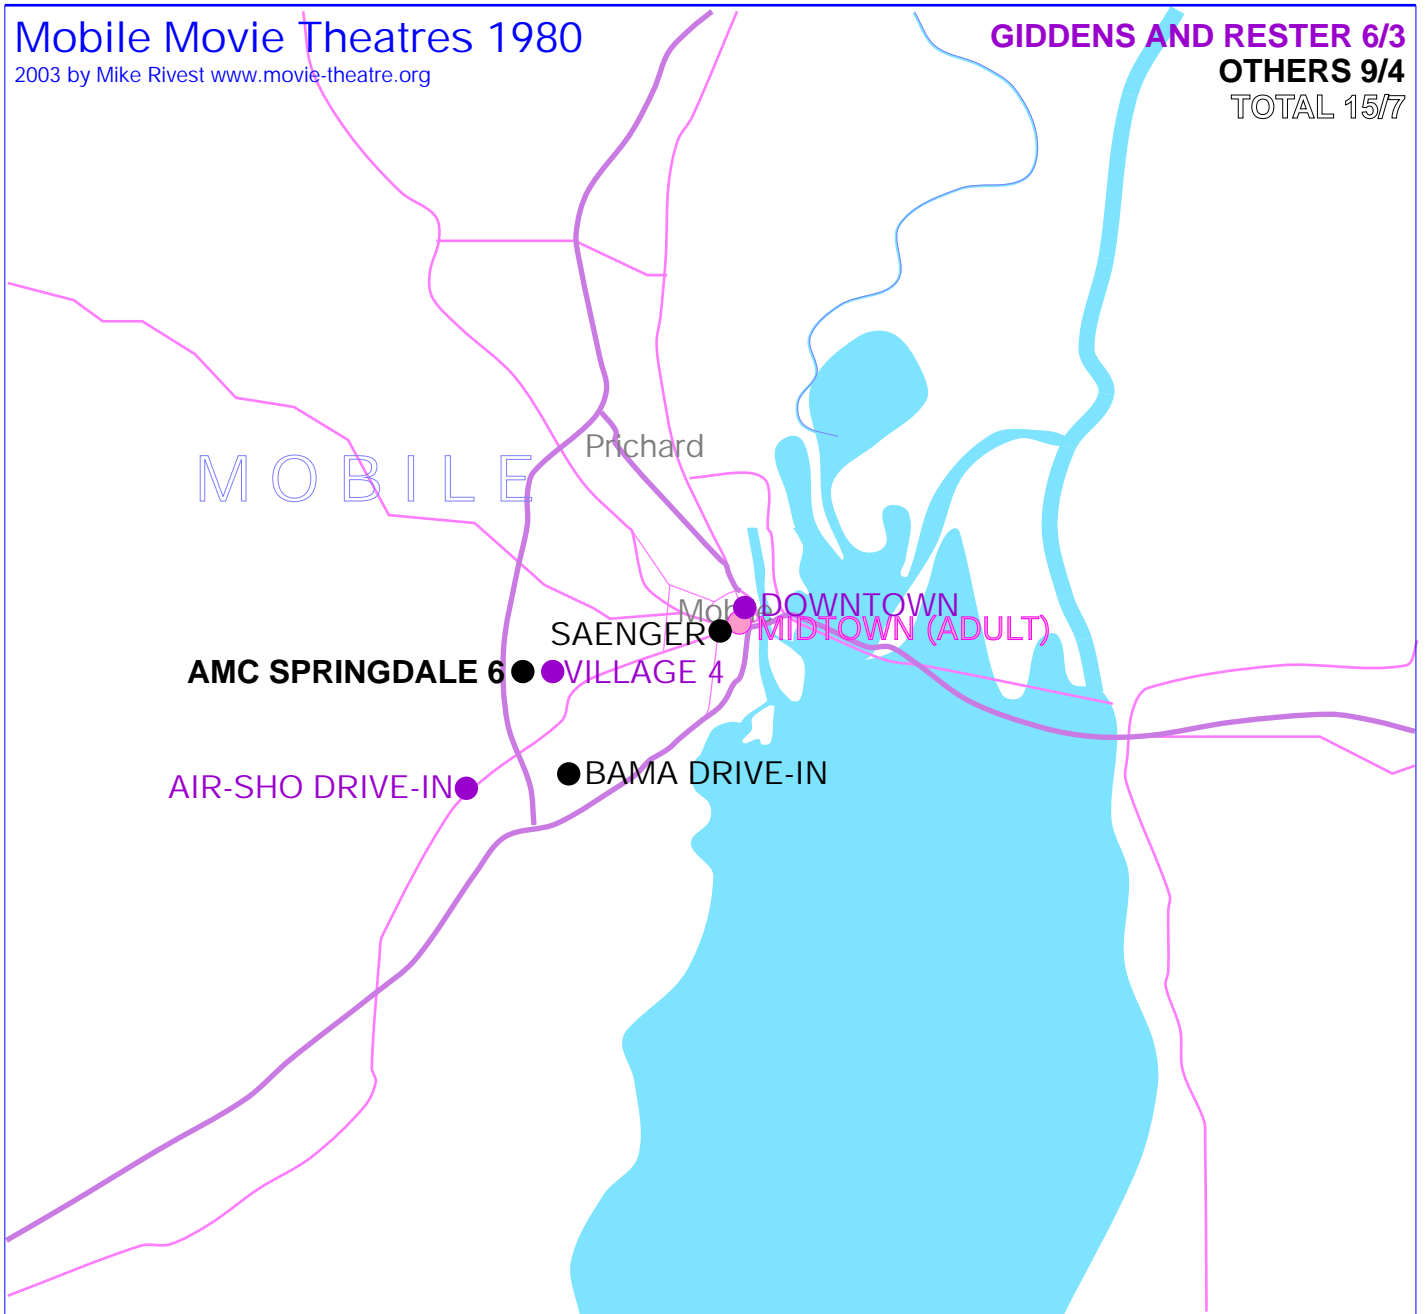 Mobile Movie Theatres 1980
2003 by Mike Rivest www.movie-theatre.org
GIDDENS AND RESTER 6/3
OTHERS 9/4
TOTAL 15/7
Prichard
MOBILE
Mobile
DOWNTOWN
MIDTOWN (ADULT)
SAENGER
AMC SPRINGDALE 6
VILLAGE 4
BAMA DRIVE-IN
AIR-SHO DRIVE-IN